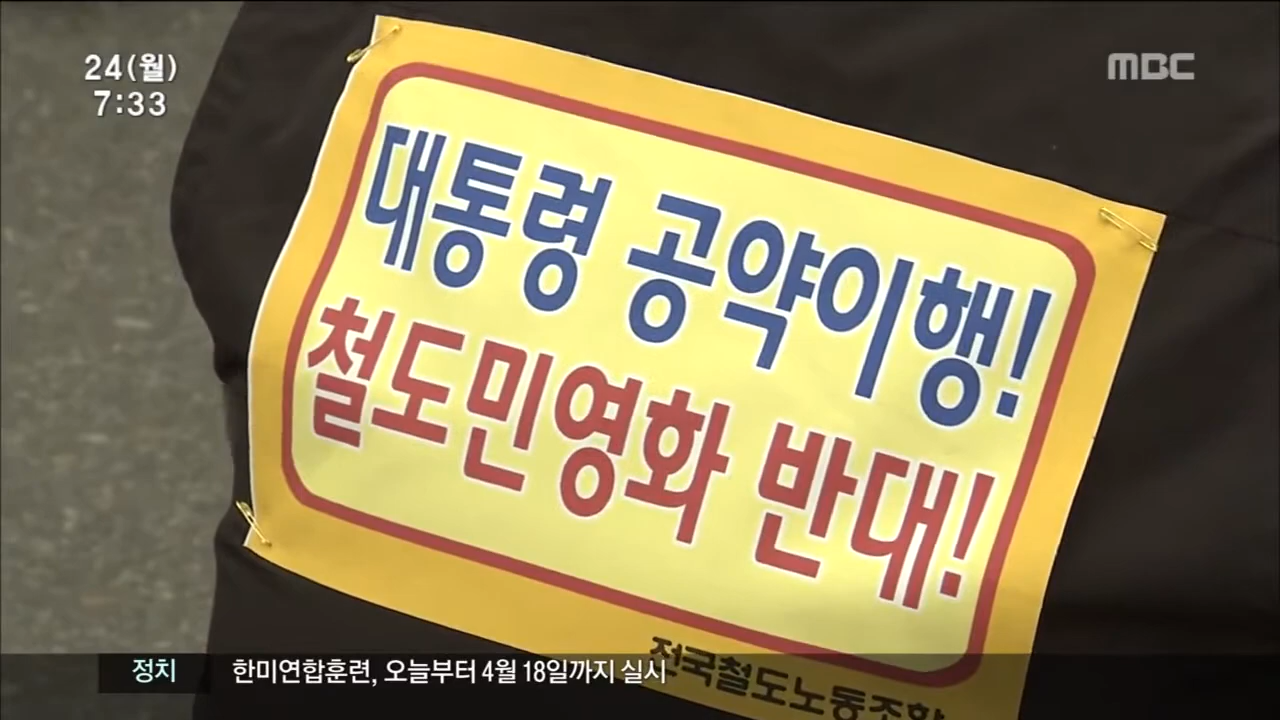 24(월)
7:33
MBC
대통령 공약이행!
철도민영화 반대!
전국철도노동조합
정치
한미연합훈련, 오늘부터 4월 18일까지 실시